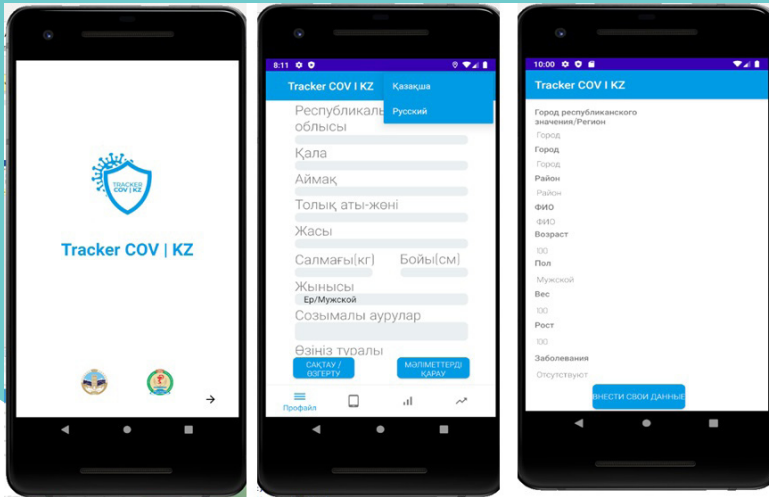 TRACKER
COV | KZ
Tracker COV | KZ
8:11
Tracker COV I KZ
Қазақша
Русский
облысы
Қала
Аймақ
Толық аты-жөні
Жасы
Салмағы[кг]
Бойы[см]
Жынысы
Ер/Мужской
Созымалы аурулар
Өзіңіз туралы
САҚТАУ /
ӨЗГЕРТУ
МӘЛІМЕТТЕРДІ
ҚАРАУ
Профайл
10:00
Tracker COV I KZ
Город республиканского
значения/Регион
Город
Город
Город
Район
Район
ФИО
ФИО
Возраст
100
Пол
Мужской
Вес
100
Рост
100
Заболевания
Отсутствуют
ВНЕСТИ СВОИ ДАННЫЕ